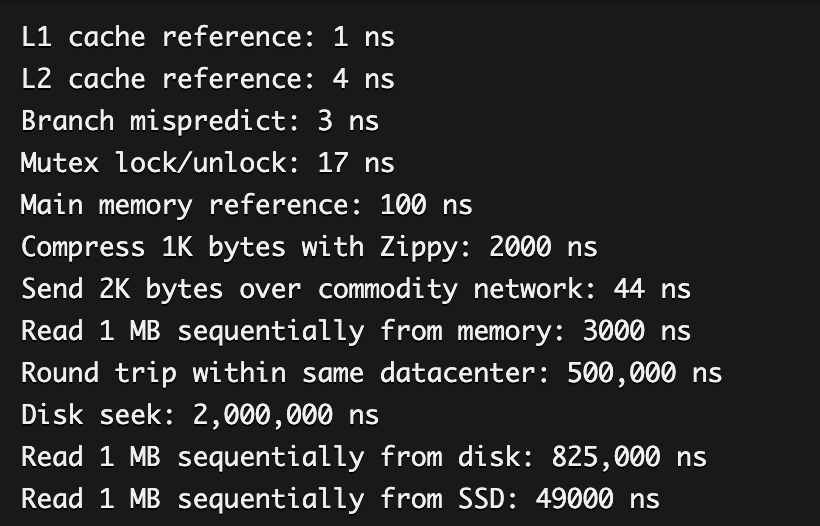 L1 cache reference: 1 ns
L2 cache reference: 4 ns
Branch mispredict: 3 ns
Mutex lock/unlock: 17 ns
Main memory reference: 100 ns
Compress 1K bytes with Zippy: 2000 ns
Send 2K bytes over commodity network: 44 ns
Read 1 MB sequentially from memory: 3000 ns
Round trip within same datacenter: 500,000 ns
Disk seek: 2,000,000 ns
Read 1 MB sequentially from disk: 825,000 ns
Read 1 MB sequentially from SSD: 49000 ns